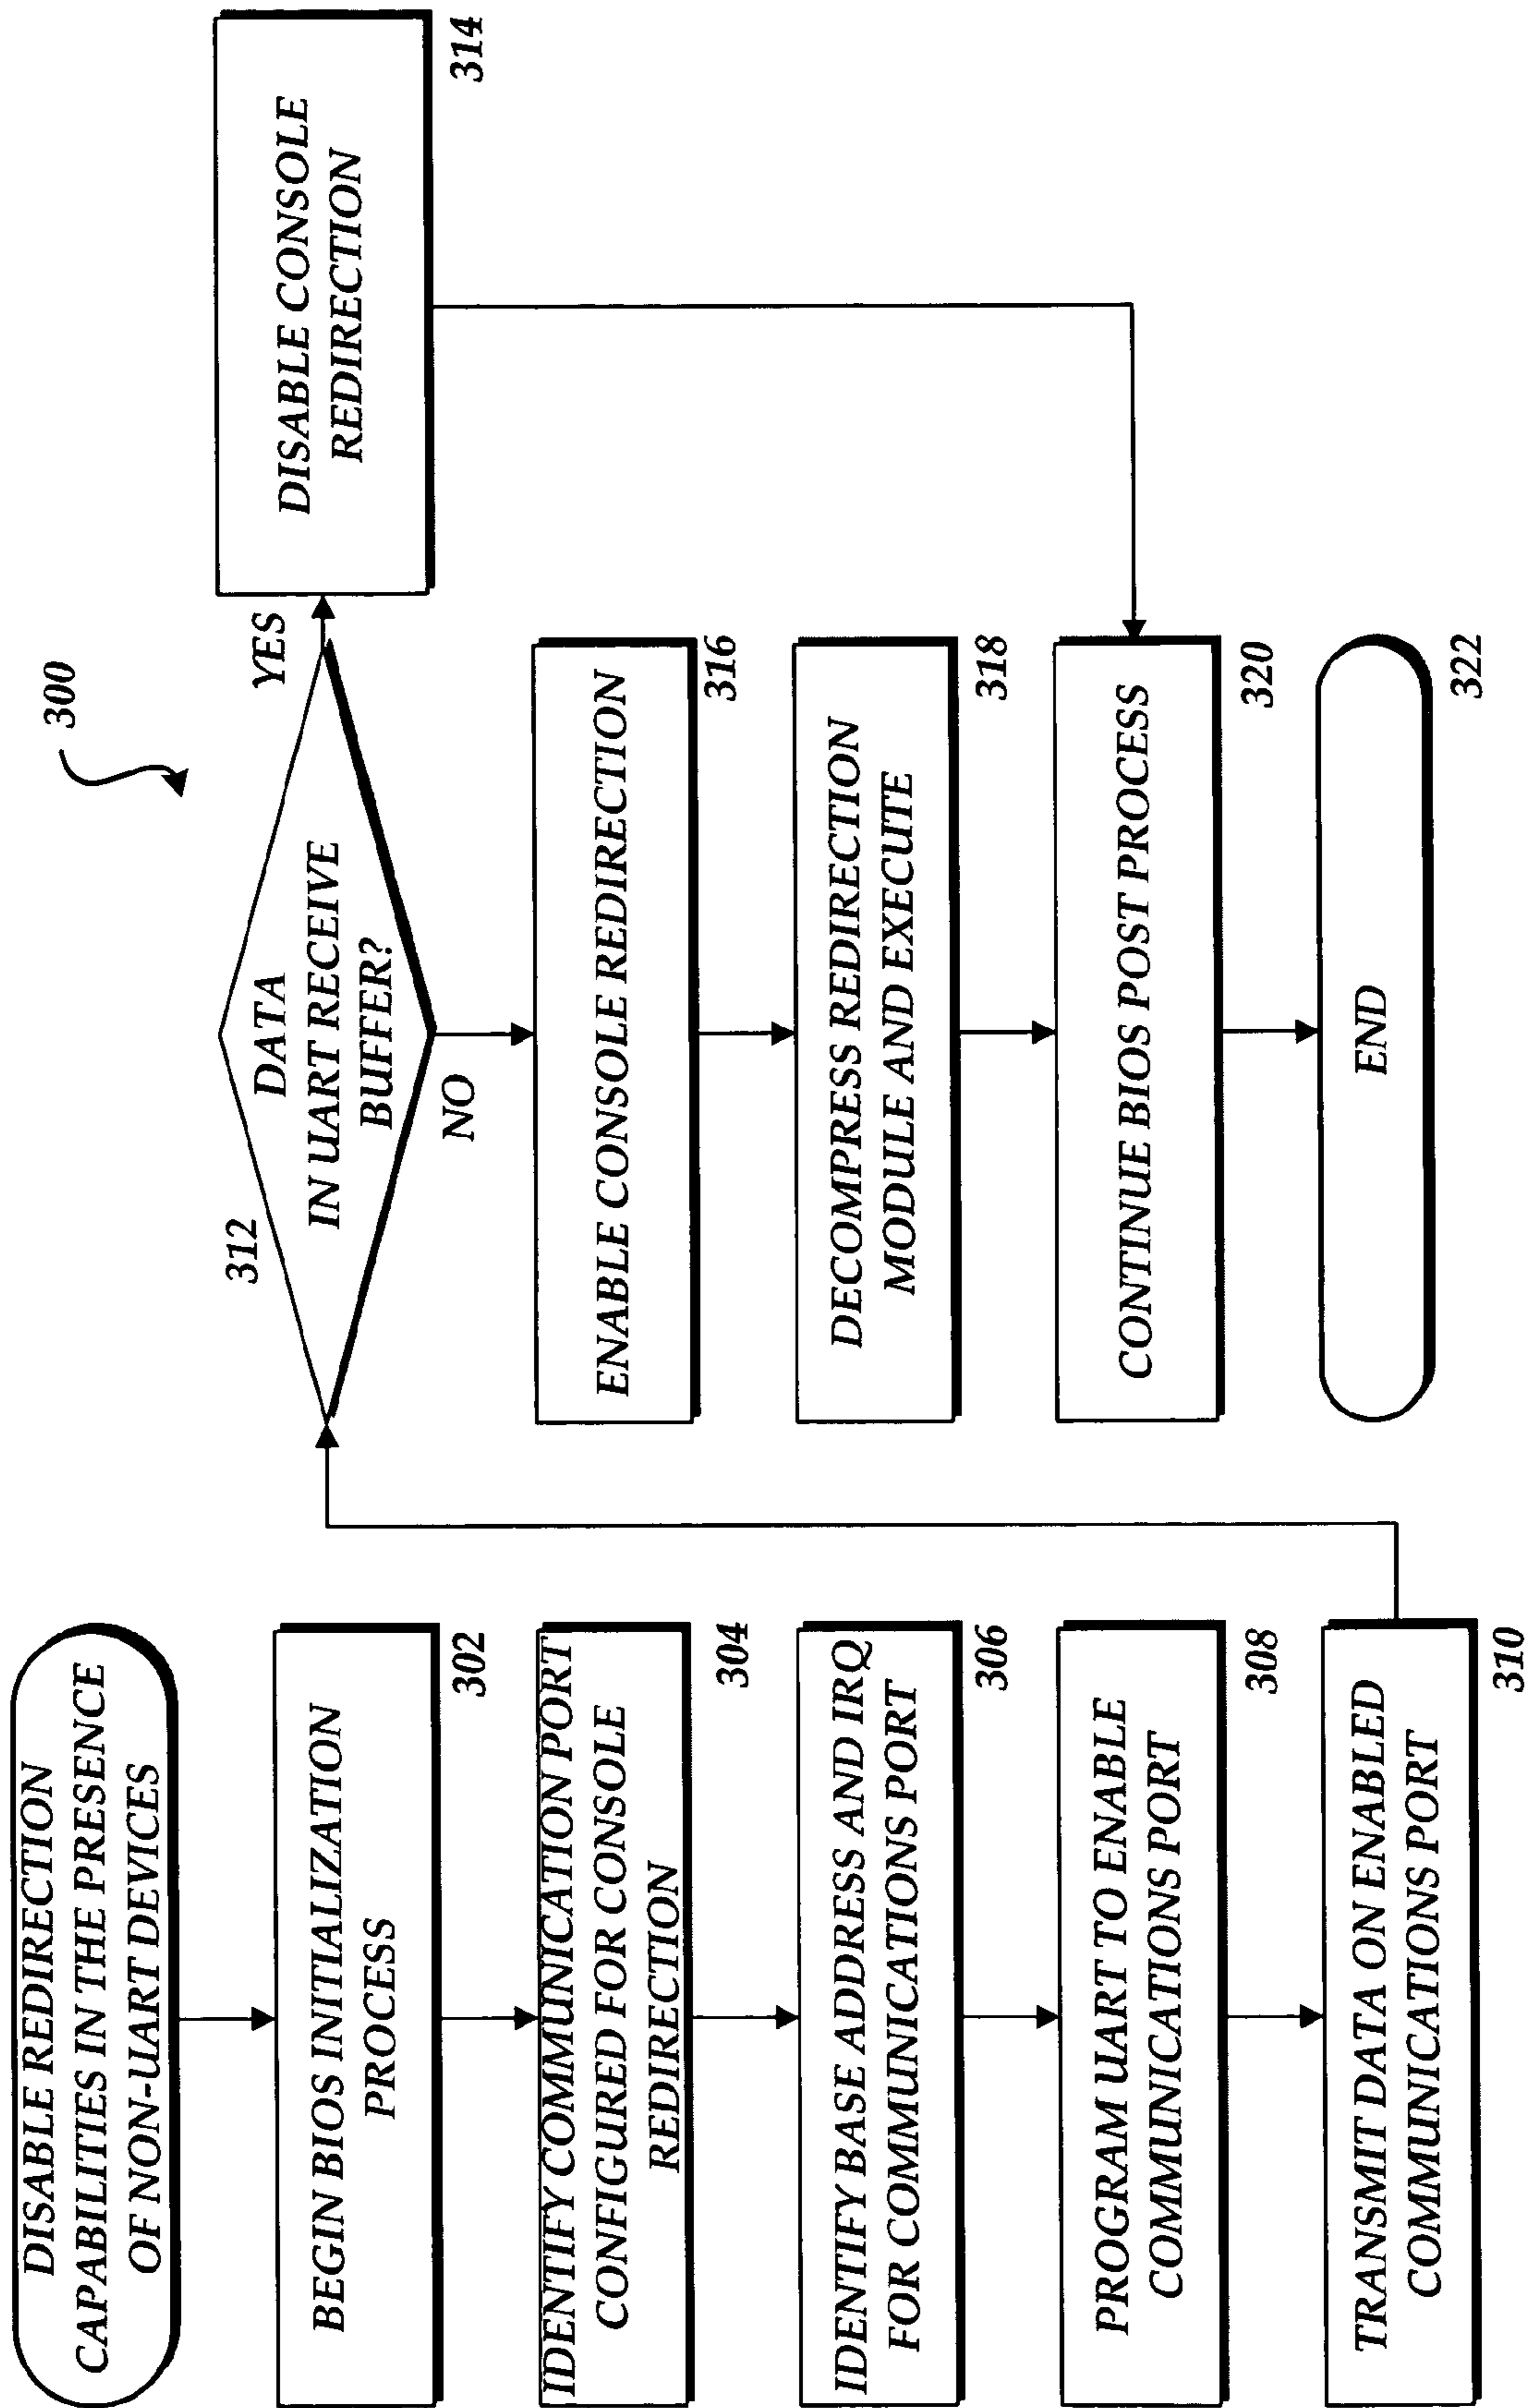 DISABLE REDIRECTION
CAPABILITIES IN THE PRESENCE
OF NON-UART DEVICES
BEGIN BIOS INITIALIZATION
PROCESS
302
IDENTIFY COMMUNICATION PORT
CONFIGURED FOR CONSOLE
REDIRECTION
304
IDENTIFY BASE ADDRESS AND IRQ
FOR COMMUNICATIONS PORT
306
PROGRAM UART TO ENABLE
COMMUNICATIONS PORT
308
TRANSMIT DATA ON ENABLED
COMMUNICATIONS PORT
310
300
312
DATA
IN UART RECEIVE
BUFFER?
YES
NO
DISABLE CONSOLE
REDIRECTION
314
ENABLE CONSOLE REDIRECTION
316
DECOMPRESS REDIRECTION
MODULE AND EXECUTE
318
CONTINUE BIOS POST PROCESS
320
END
322